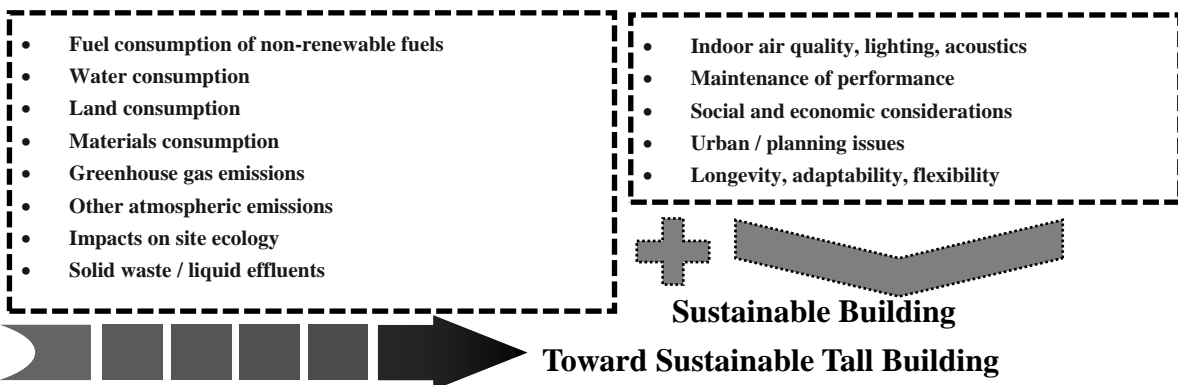 • Fuel consumption of non-renewable fuels
• Water consumption
• Land consumption
• Materials consumption
• Greenhouse gas emissions
• Other atmospheric emissions
• Impacts on site ecology
• Solid waste / liquid effluents
• Indoor air quality, lighting, acoustics
• Maintenance of performance
• Social and economic considerations
• Urban / planning issues
• Longevity, adaptability, flexibility
Sustainable Building
Toward Sustainable Tall Building